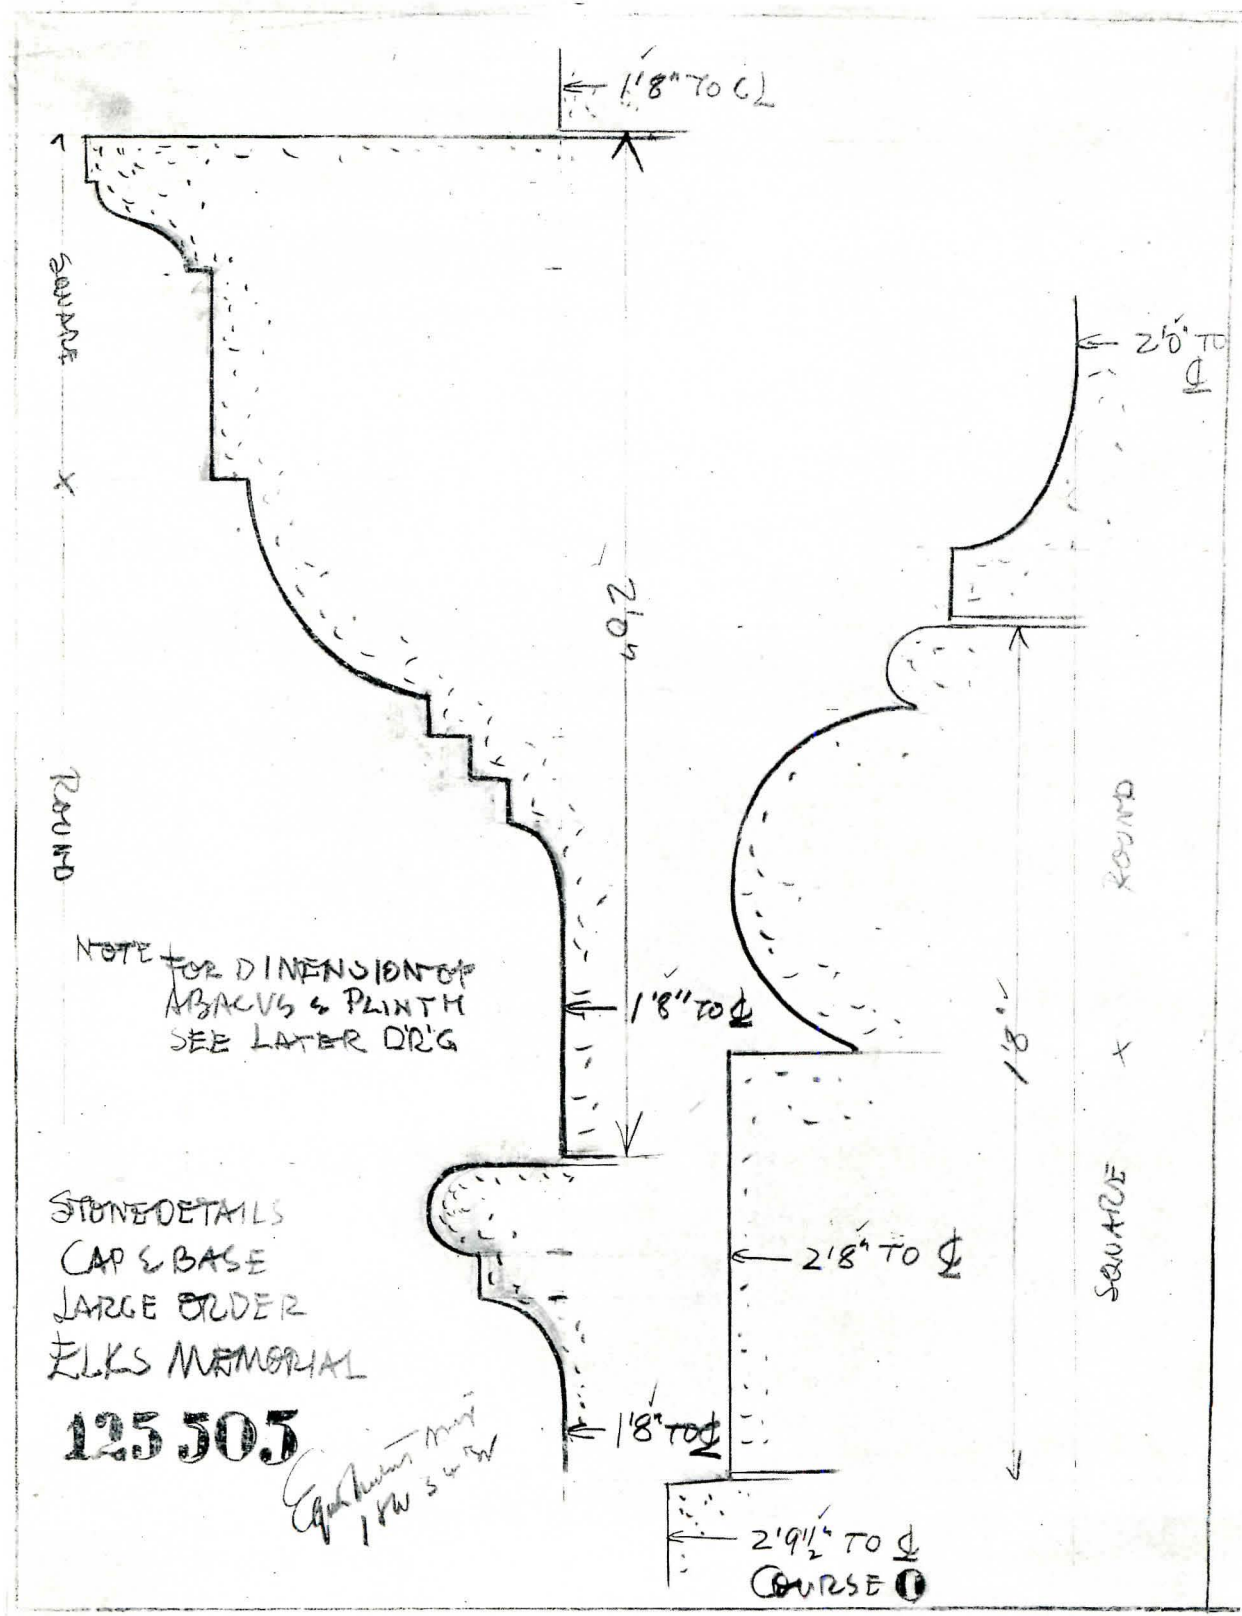 1'8" TO CL
SQUARE
X
ROUND
2'0"
2'0" TO
℄
ROUND
X
SQUARE
1'8"
NOTE FOR DIMENSION OF
ABACUS & PLINTH
SEE LATER DR'G
1'8" TO ℄
STONE DETAILS
CAP & BASE
LARGE ORDER
ELKS MEMORIAL
125 505
2'8" TO ℄
1'8" TO ℄
2'9½" TO ℄
COURSE